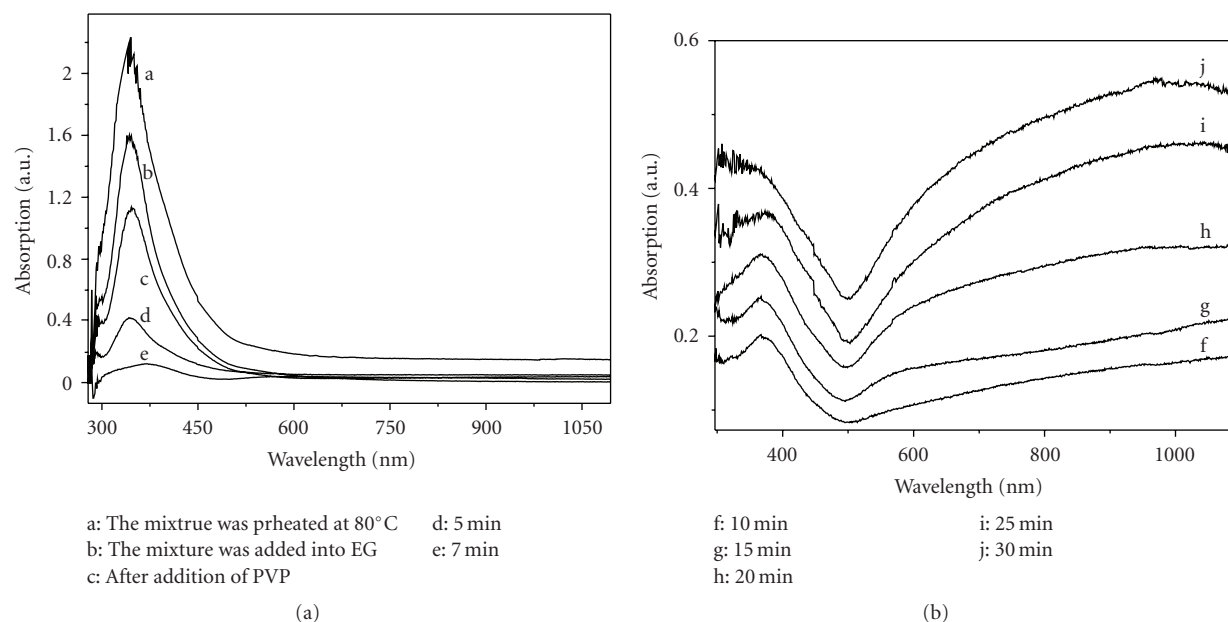 Absorption (a.u.)
2
1.6
1.2
0.8
0.4
0
a
b
c
d
e
300
450
600
750
900
1050
Wavelength (nm)
a: The mixtrue was prheated at 80°C
b: The mixture was added into EG
c: After addition of PVP
d: 5 min
e: 7 min
(a)
Absorption (a.u.)
0.6
0.4
0.2
j
i
h
g
f
400
600
800
1000
Wavelength (nm)
f: 10 min
g: 15 min
h: 20 min
i: 25 min
j: 30 min
(b)